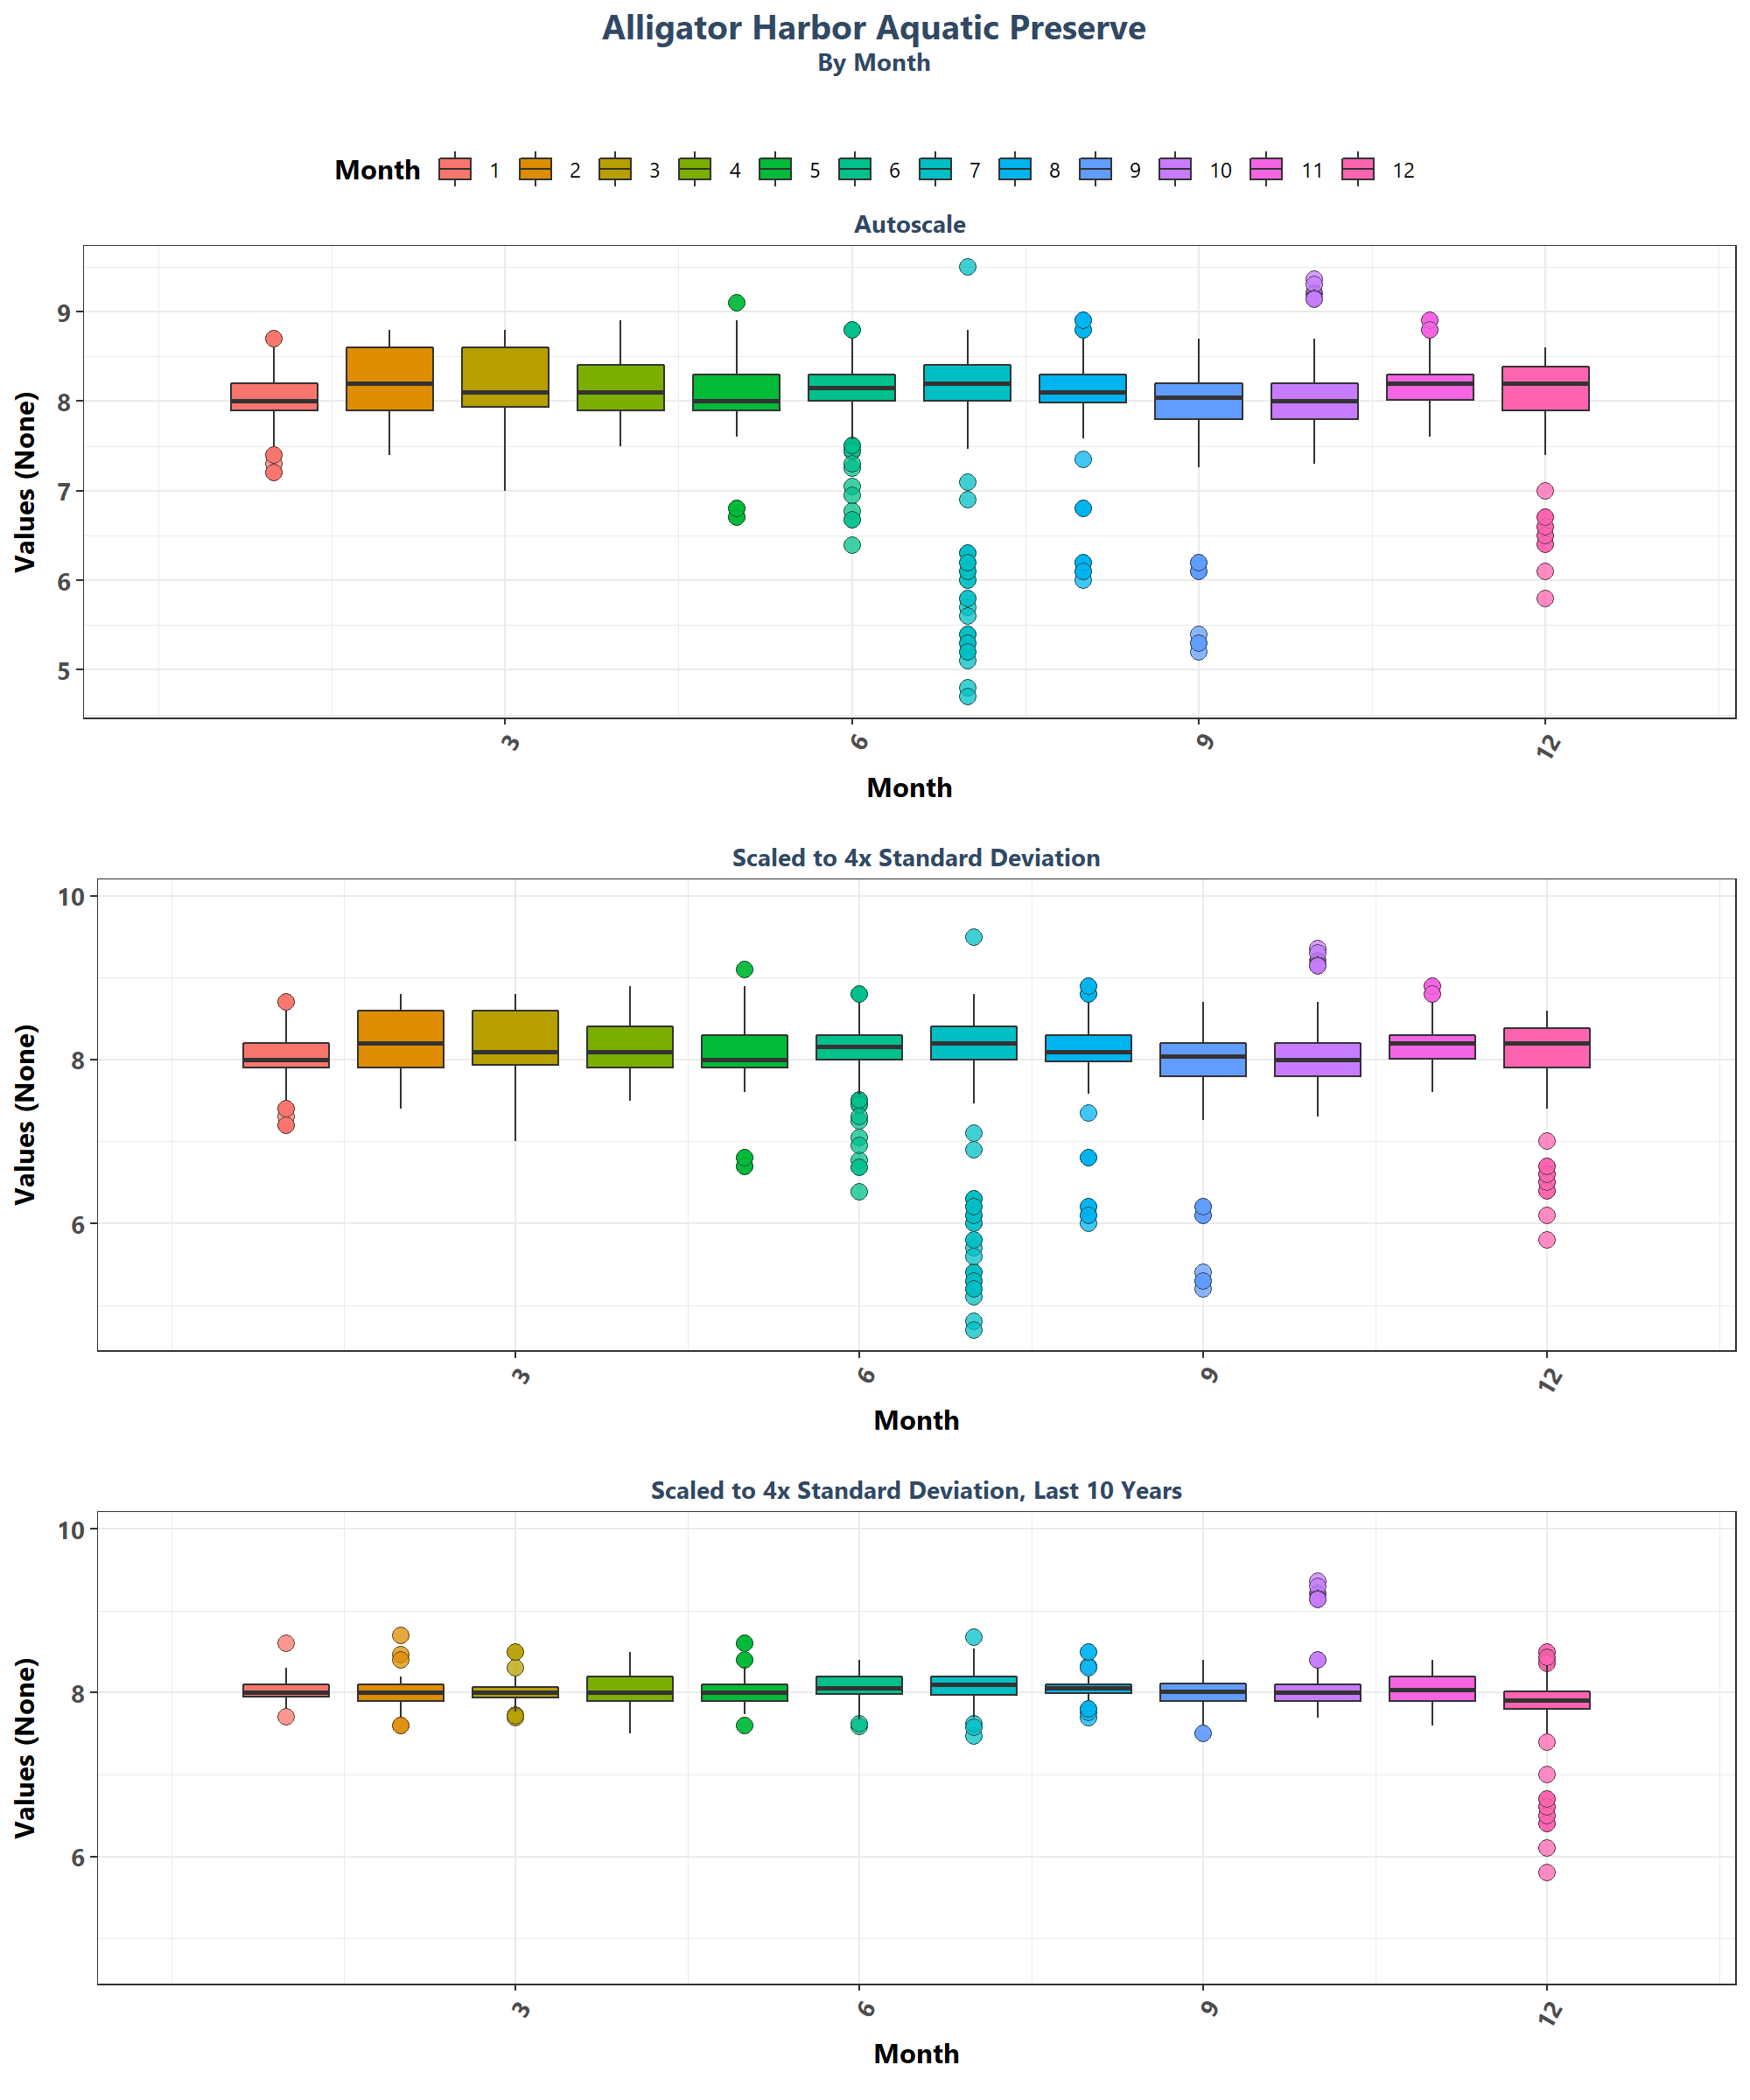 Alligator Harbor Aquatic Preserve
By Month
Month 1 2 3 4 5 6 7 8 9 10 11 12
Autoscale
Values (None)
9
8
7
6
5
3 6 9 12
Month
Scaled to 4x Standard Deviation
Values (None)
10
8
6
3 6 9 12
Month
Scaled to 4x Standard Deviation, Last 10 Years
Values (None)
10
8
6
3 6 9 12
Month